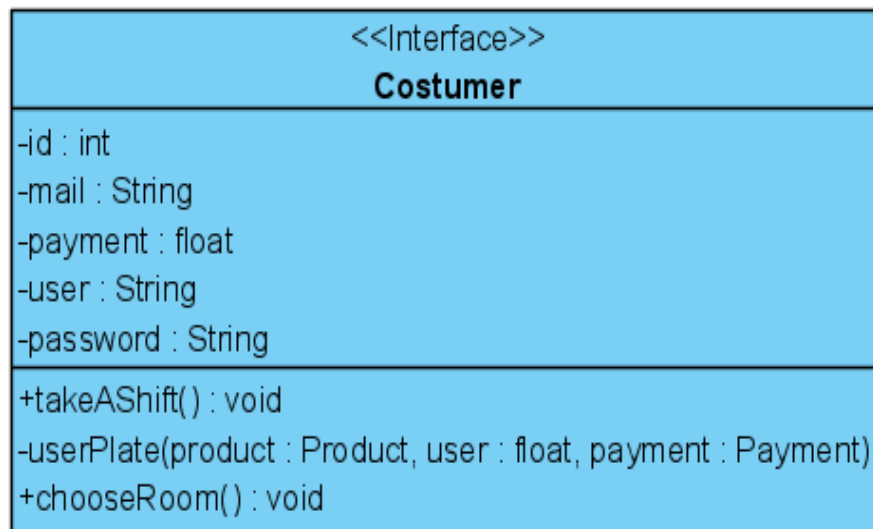 <<Interface>>
Costumer
-id : int
-mail : String
-payment : float
-user : String
-password : String
+takeAShift() : void
-userPlate(product : Product, user : float, payment : Payment)
+chooseRoom() : void